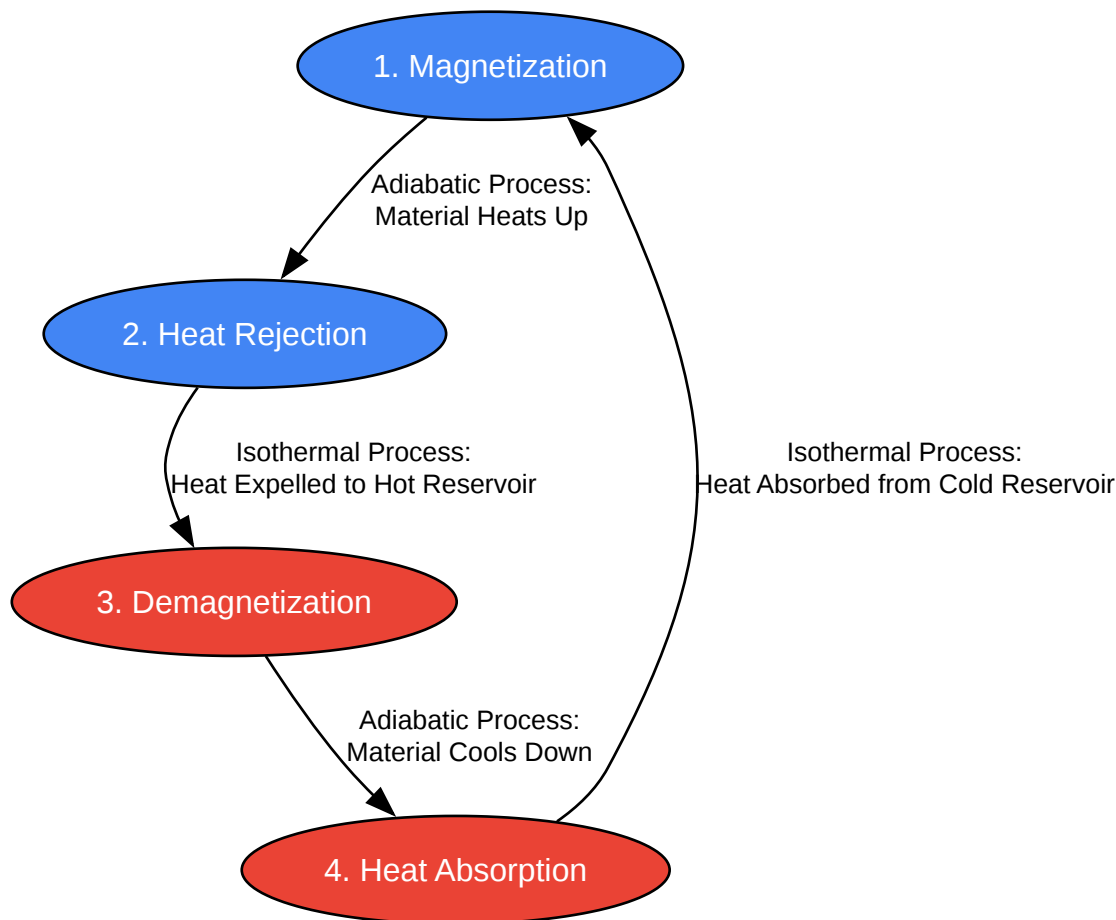 1. Magnetization
Adiabatic Process:
Material Heats Up
2. Heat Rejection
Isothermal Process:
Heat Expelled to Hot Reservoir
Isothermal Process:
Heat Absorbed from Cold Reservoir
3. Demagnetization
Adiabatic Process:
Material Cools Down
4. Heat Absorption